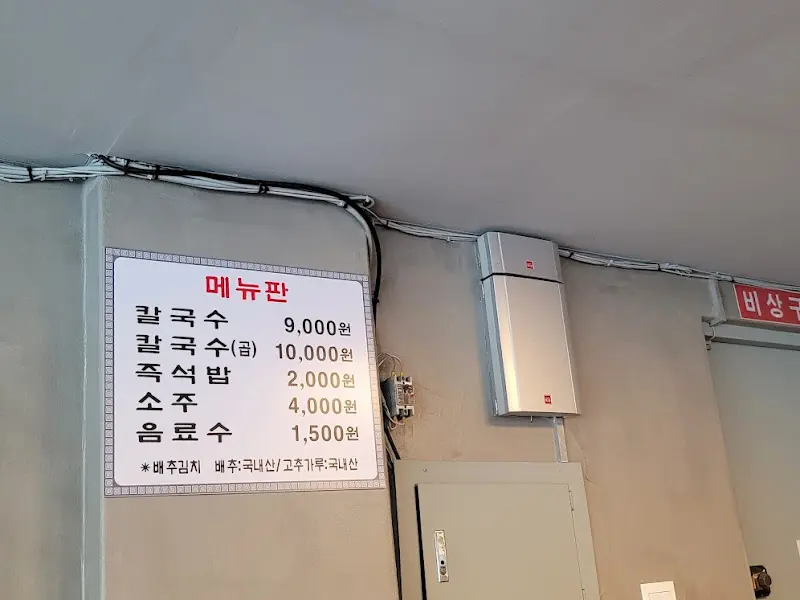 메뉴판
칼국수 9,000원
칼국수(곱) 10,000원
즉석밥 2,000원
소주 4,000원
음료수 1,500원
*배추김치 배추:국내산/고추가루:국내산
비상구